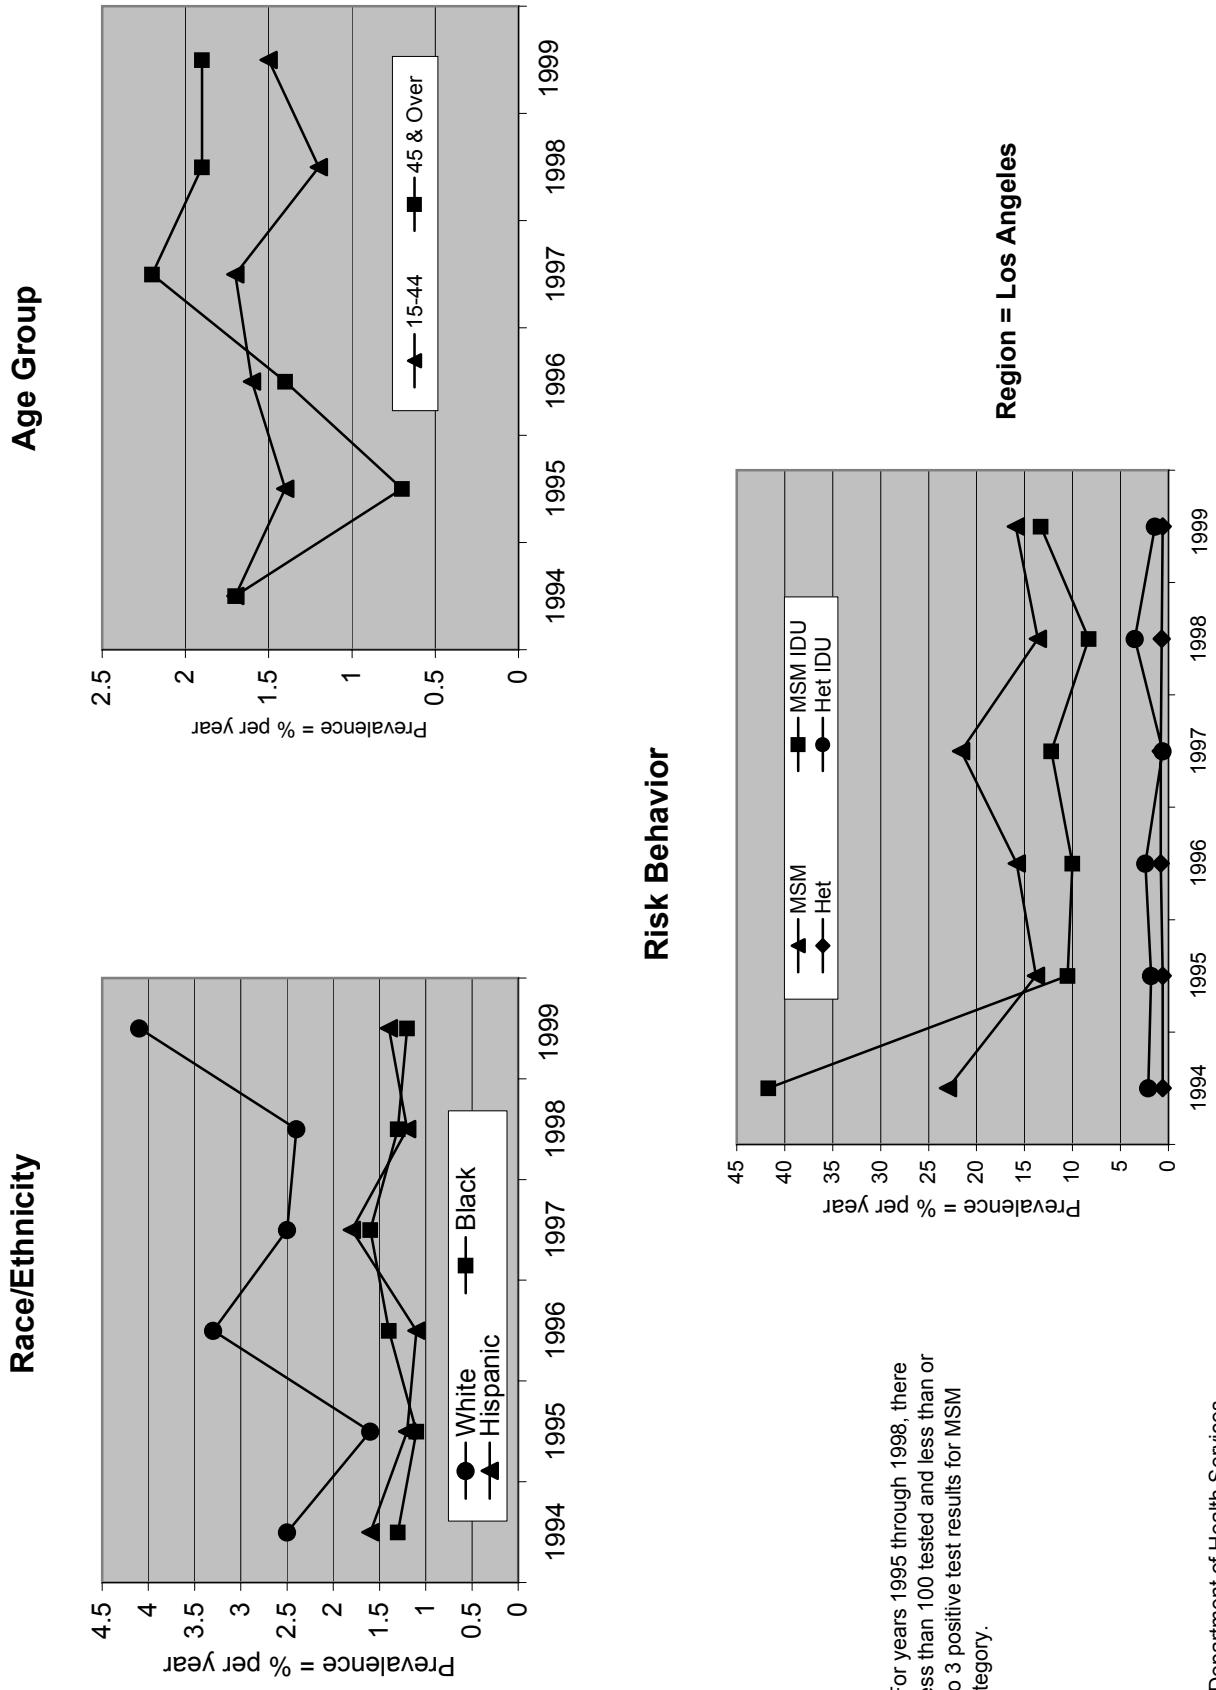 Race/Ethnicity
Prevalence = % per year
4.5
4
3.5
3
2.5
2
1.5
1
0.5
0
White
Black
Hispanic
1994 1995 1996 1997 1998 1999
Age Group
Prevalence = % per year
2.5
2
1.5
1
0.5
0
15-44
45 & Over
1994 1995 1996 1997 1998 1999
Risk Behavior
Prevalence = % per year
45
40
35
30
25
20
15
10
5
0
MSM
MSM IDU
Het
Het IDU
1994 1995 1996 1997 1998 1999
For years 1995 through 1998, there
ess than 100 tested and less than or
o 3 positive test results for MSM
tegory.
Region = Los Angeles
Department of Health Services